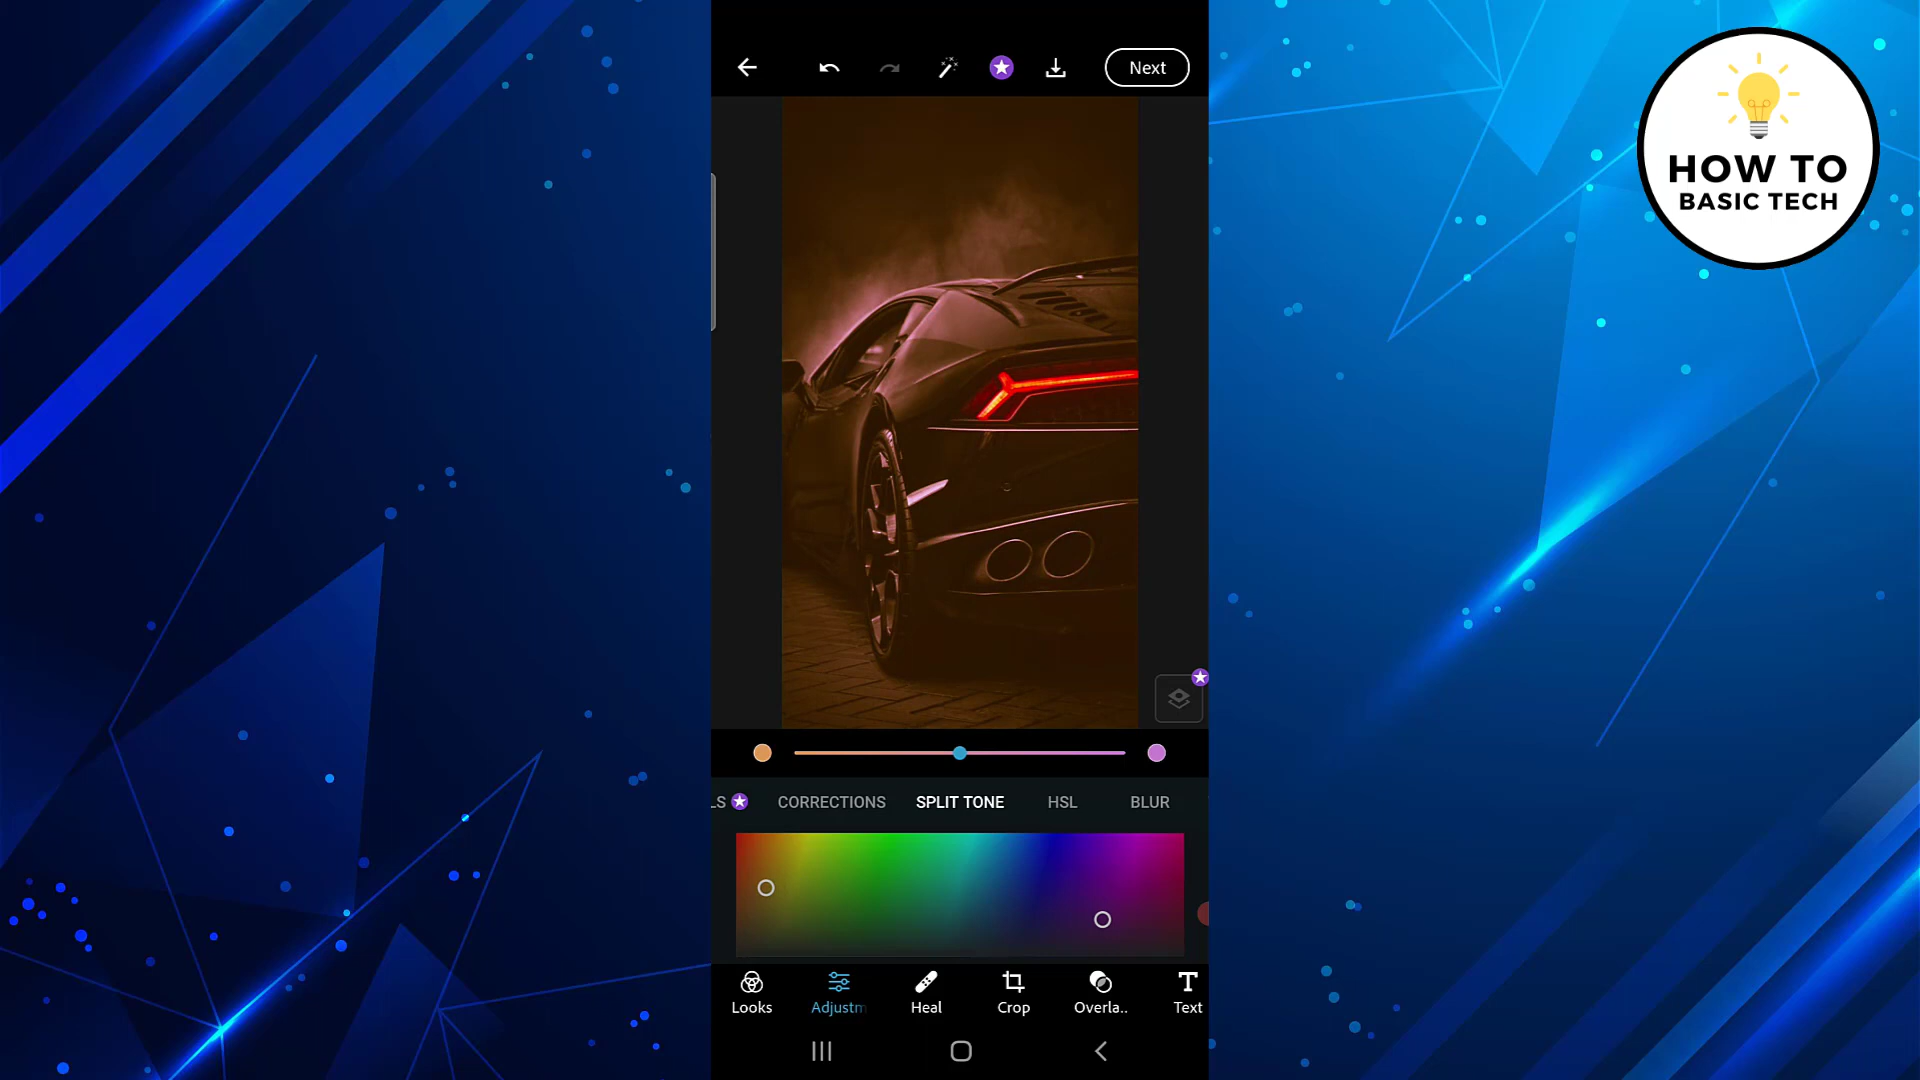 Next
HOW TO
BASIC TECH
LS
CORRECTIONS
SPLIT TONE
HSL
BLUR
Looks
Adjustm
Heal
Crop
Overla..
Text